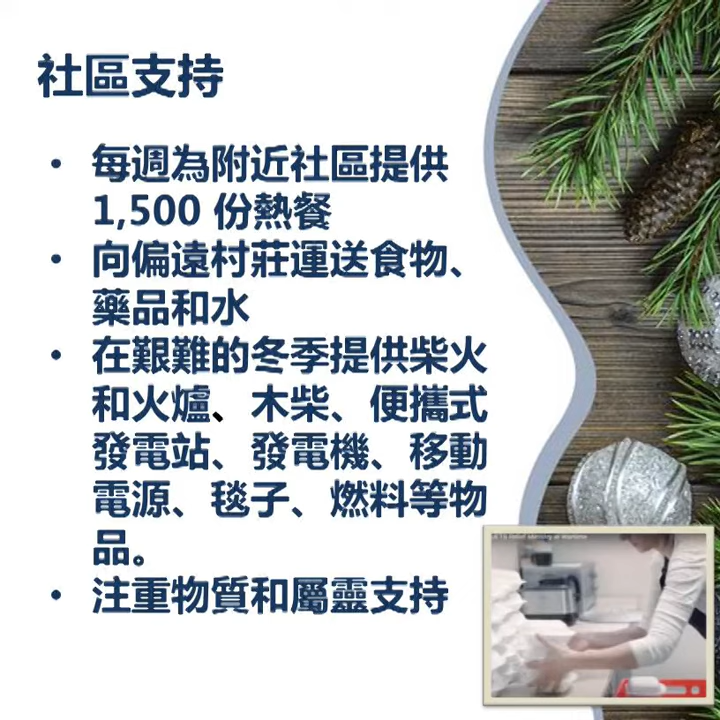 社區支持
• 每週為附近社區提供
1,500 份熱餐
• 向偏遠村莊運送食物、
藥品和水
• 在艱難的冬季提供柴火
和火爐、木柴、便攜式
發電站、發電機、移動
電源、毯子、燃料等物
品。
• 注重物質和屬靈支持